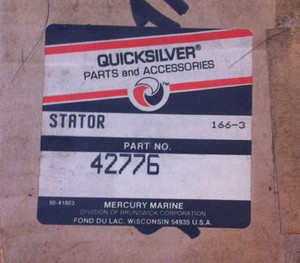 QUICKSILVER®
PARTS and ACCESSORIES
STATOR 166-3
PART NO.
42776
90-41603
MERCURY MARINE
DIVISION OF BRUNSWICK CORPORATION
FOND DU LAC, WISCONSIN 54935 U.S.A.